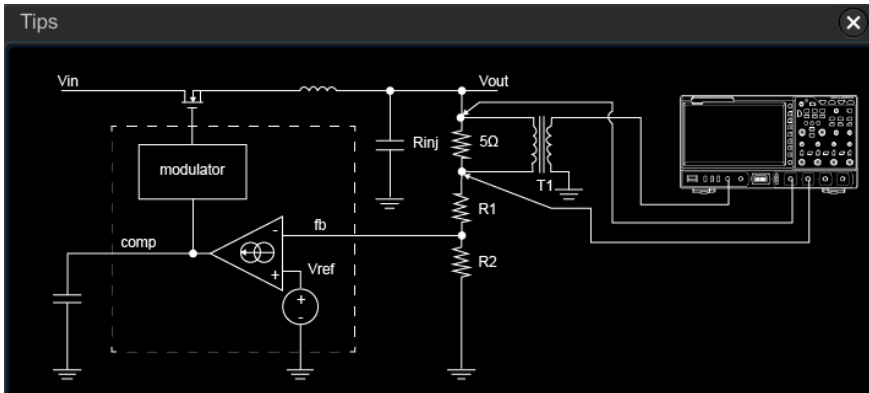 Tips
Vin
Vout
Rinj
5Ω
modulator
T1
R1
fb
comp
-
+
Vref
R2
+
-